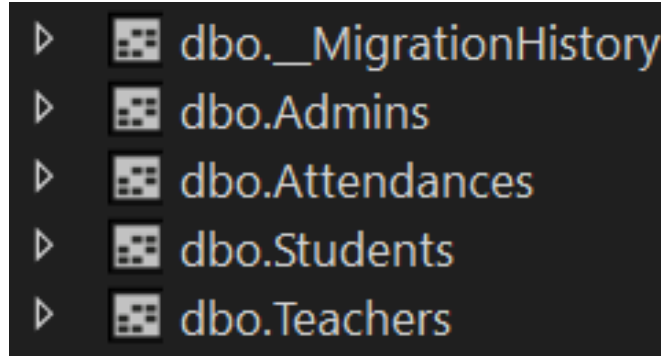 dbo.__MigrationHistory
dbo.Admins
dbo.Attendances
dbo.Students
dbo.Teachers